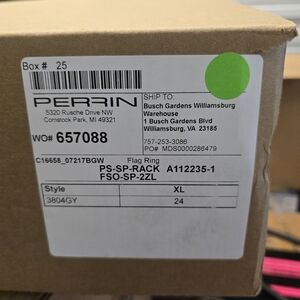 Box # 25
PERRIN
5320 Rusche Drive NW
Comstock Park, MI 49321
WO# 657088
SHIP TO:
Busch Gardens Williamsburg
Warehouse
1 Busch Gardens Blvd
Williamsburg, VA 23185
757-253-3086
PO# MDS0000286479
C16658_07217BGW Flag Ring
PS-SP-RACK A112235-1
FSO-SP-2ZL
Style XL
3804GY 24